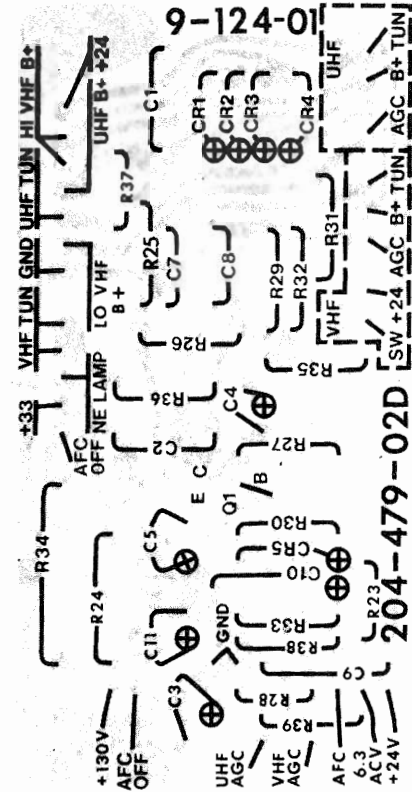 9-124-01
HI VHF B+
UHF B+ +24
UHF TUN
GND
VHF TUN
+33
LO VHF
B+
NE LAMP
AFC
OFF
C1
CR1
CR2
CR3
CR4
UHF
TUN
B+
AGC
R37
R25
C7
C8
R29
R32
R31
VHF
TUN
B+
AGC
+24
SW
R26
R35
R36
C4
C2
R27
E
C
Q1
B
R34
R24
C5
R30
CR5
C10
204-479-02D
C11
GND
R33
R38
R23
C3
C9
R28
R39
+130V
AFC
OFF
UHF
AGC
VHF
AGC
AFC
6.3
ACV
+24V